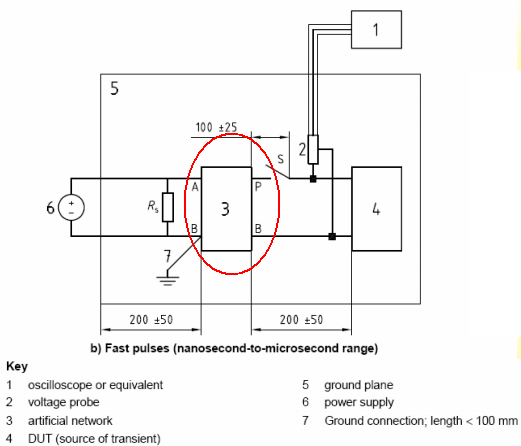 1
5
100 ±25
S
2
A
P
6
+
-
Rs
3
4
B
B
7
200 ±50
200 ±50
b) Fast pulses (nanosecond-to-microsecond range)
Key
1 oscilloscope or equivalent
2 voltage probe
3 artificial network
4 DUT (source of transient)
5 ground plane
6 power supply
7 Ground connection; length < 100 mm